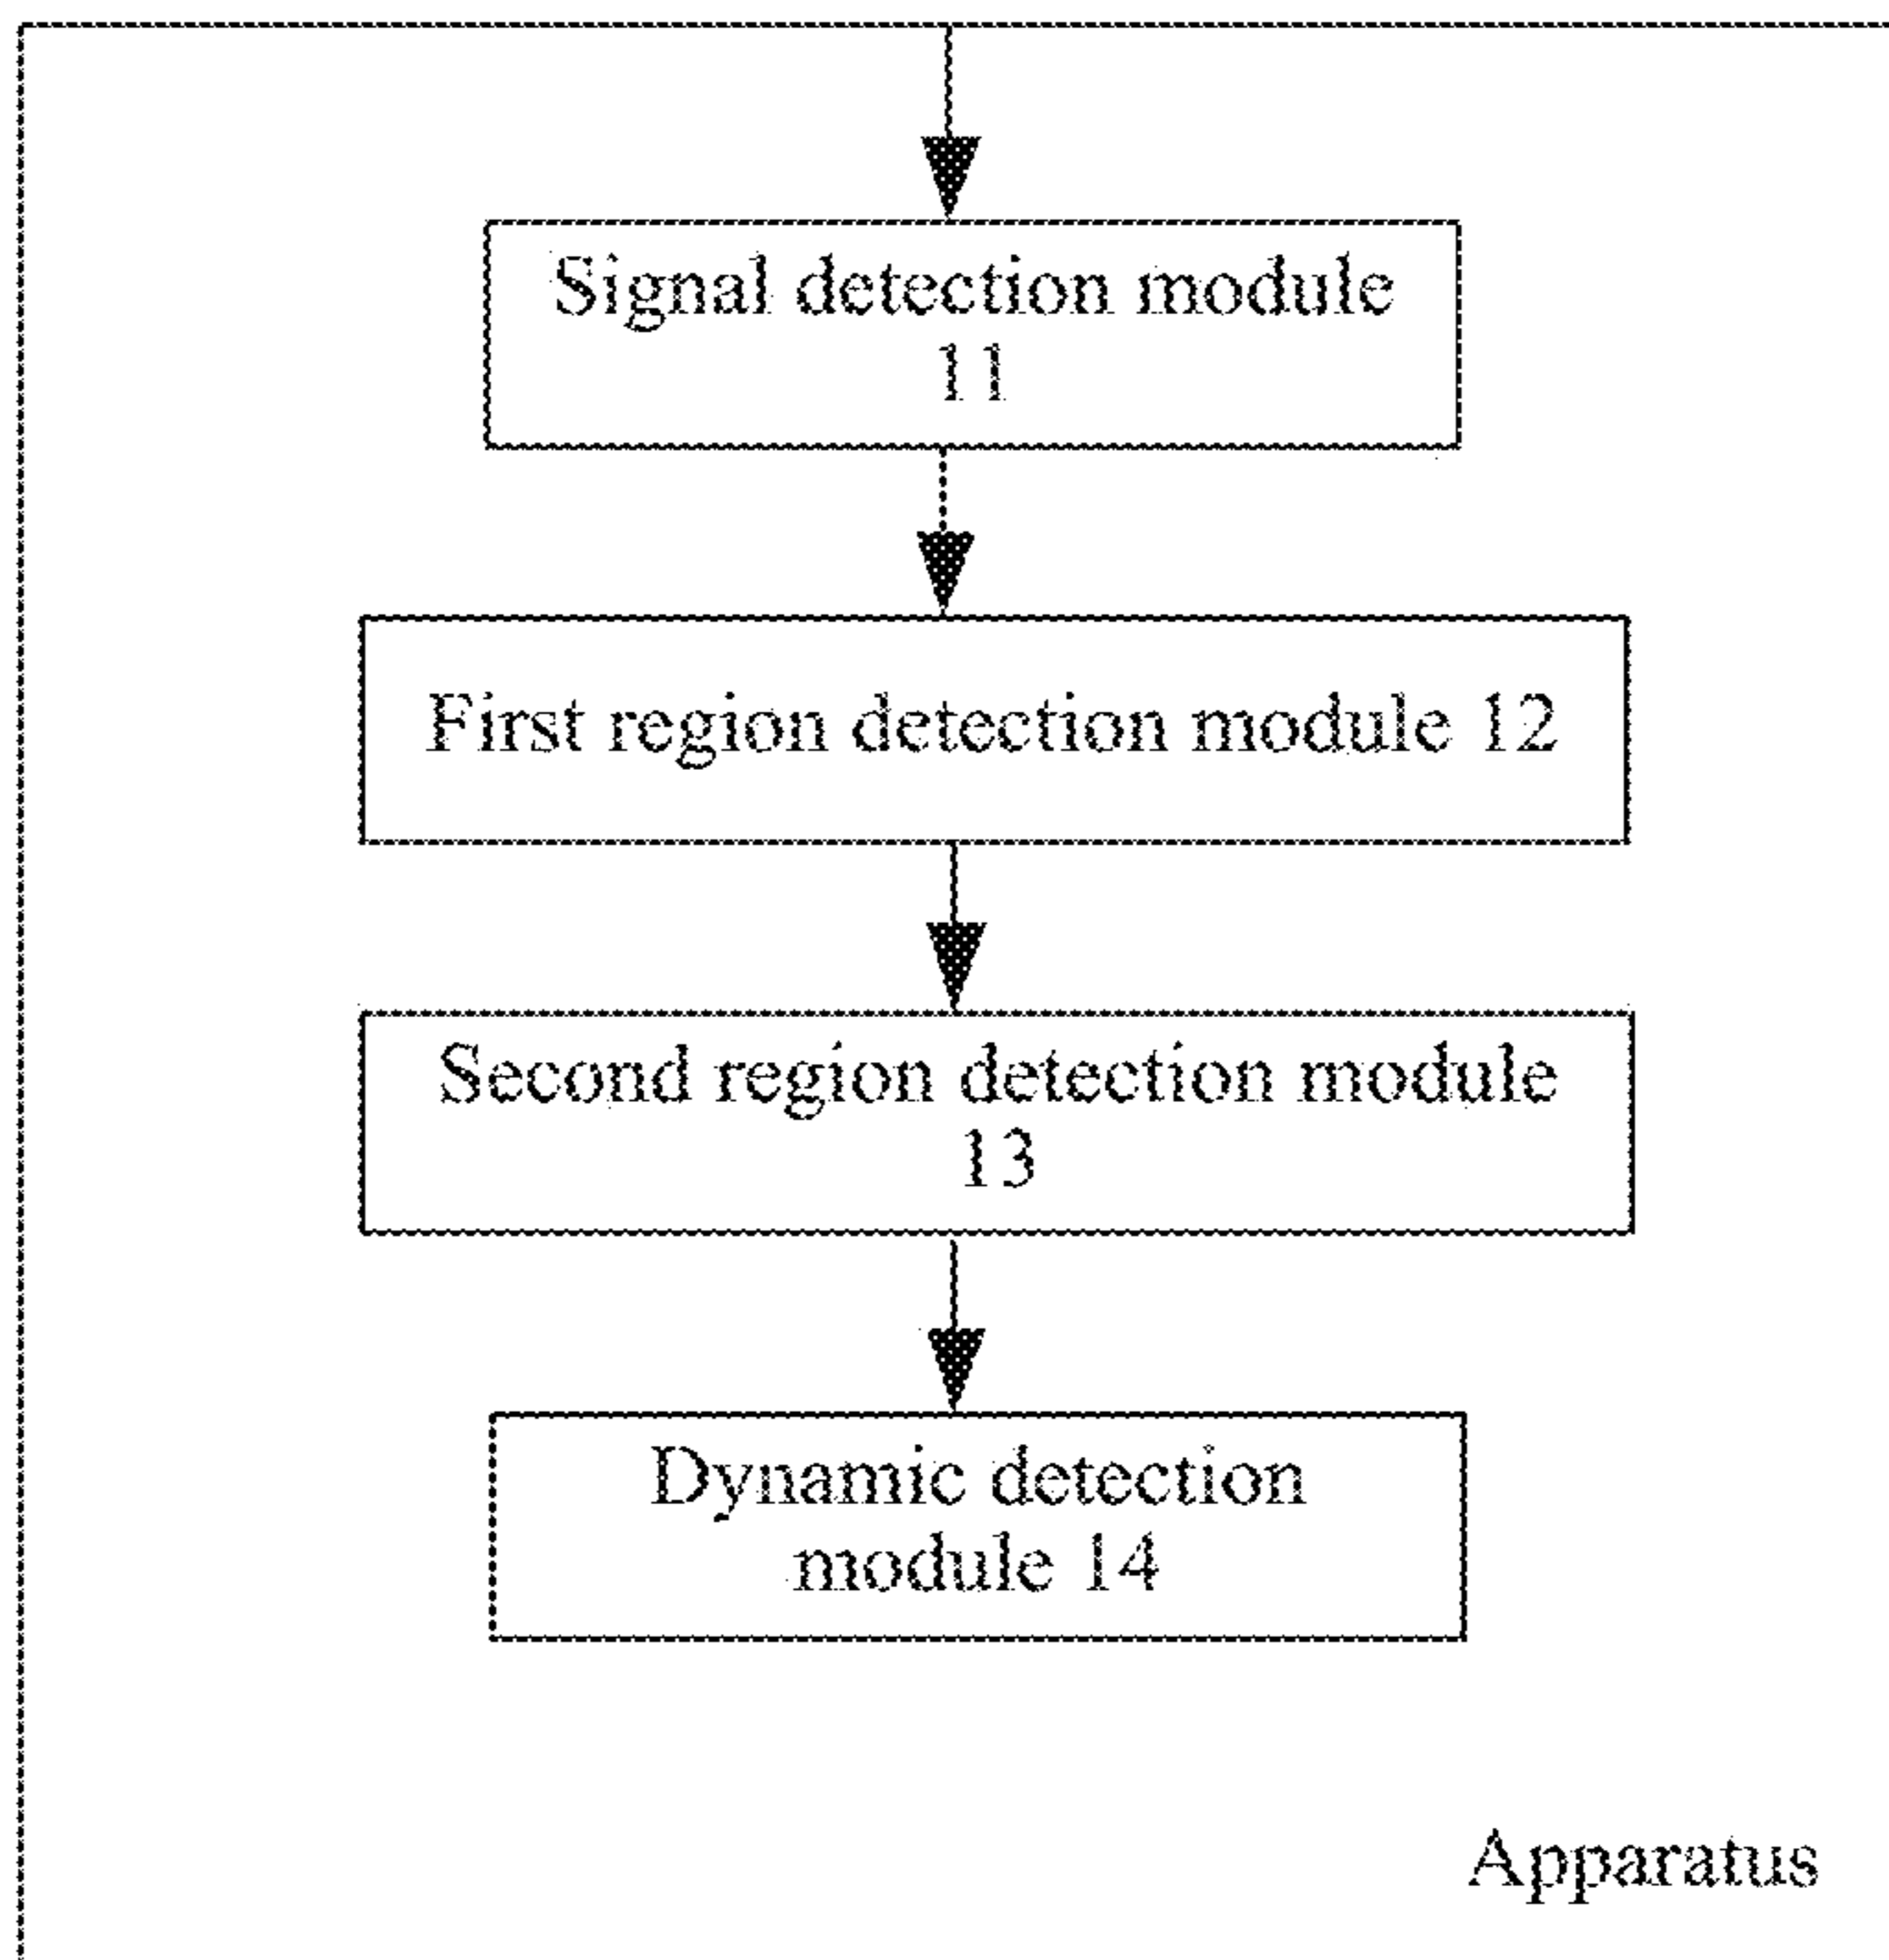 Signal detection module
11
First region detection module 12
Second region detection module
13
Dynamic detection
module 14
Apparatus